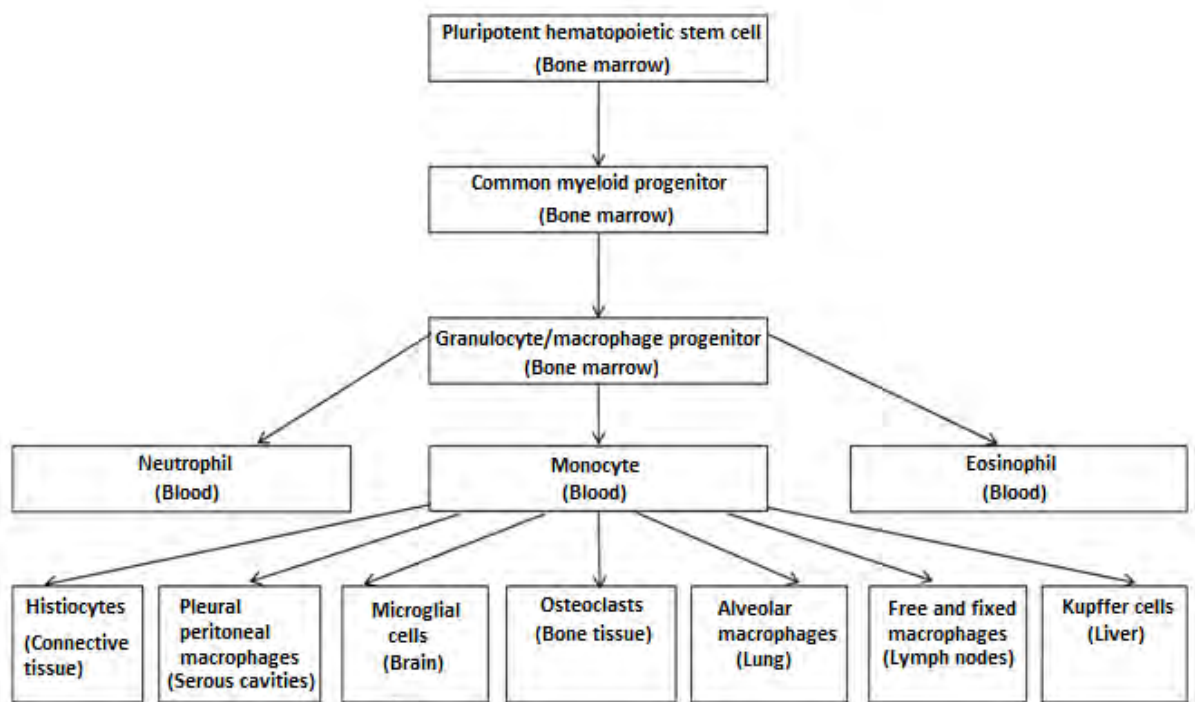 Pluripotent hematopoietic stem cell
(Bone marrow)
Common myeloid progenitor
(Bone marrow)
Granulocyte/macrophage progenitor
(Bone marrow)
Neutrophil
(Blood)
Monocyte
(Blood)
Eosinophil
(Blood)
Histiocytes
(Connective
tissue)
Pleural
peritoneal
macrophages
(Serous cavities)
Microglial
cells
(Brain)
Osteoclasts
(Bone tissue)
Alveolar
macrophages
(Lung)
Free and fixed
macrophages
(Lymph nodes)
Kupffer cells
(Liver)